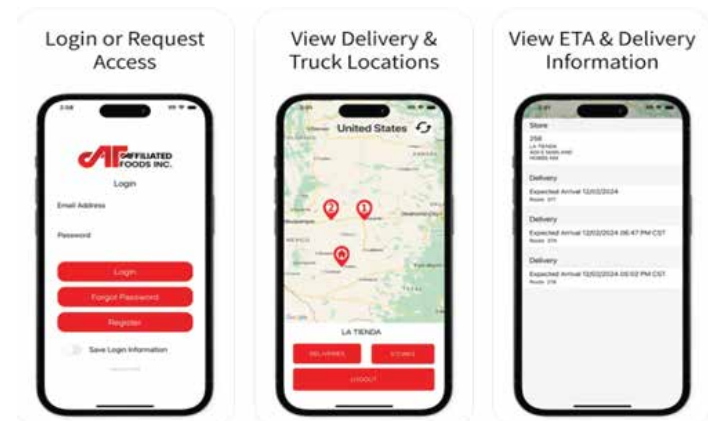 Login or Request
Access
AFFILIATED
FOODS INC.
Login
Email Address
Password
Login
Forgot Password
Register
Save Login Information
View Delivery &
Truck Locations
United States
2
1
LA TIENDA
DELIVERIES
STORES
LOGOUT
View ETA & Delivery
Information
Store
258
LA TIENDA
Delivery
Expected Arrival 12/02/2024
Delivery
Expected Arrival 12/02/2024 06:47 PM CST
Delivery
Expected Arrival 12/02/2024 05:02 PM CST